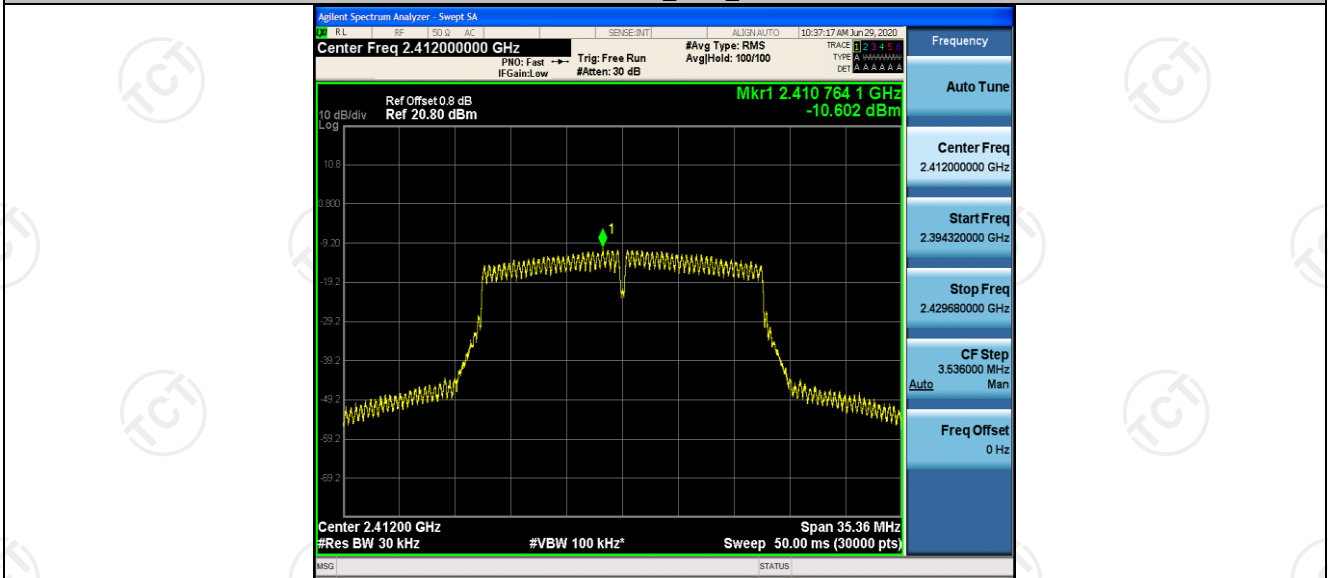 Agilent Spectrum Analyzer - Swept SA
RL RF 50 Ω AC SENSE:INT ALIGN AUTO 10:37:17 AM Jun 29, 2020
Center Freq 2.412000000 GHz
PNO: Fast
IFGain:Low
Trig: Free Run
#Atten: 30 dB
#Avg Type: RMS
Avg|Hold: 100/100
TRACE 1 2 3 4 5 6
TYPE A WWWWW
DET A A A A A A
Frequency
Mkr1 2.410 764 1 GHz
-10.602 dBm
Ref Offset 0.8 dB
10 dB/div Ref 20.80 dBm
Log
10.8
0.800
-9.20
-19.2
-29.2
-39.2
-49.2
-59.2
-69.2
1
Center 2.41200 GHz Span 35.36 MHz
#Res BW 30 kHz #VBW 100 kHz* Sweep 50.00 ms (30000 pts)
MSG STATUS
Auto Tune
Center Freq
2.412000000 GHz
Start Freq
2.394320000 GHz
Stop Freq
2.429680000 GHz
CF Step
3.536000 MHz
Auto Man
Freq Offset
0 Hz
TCT
TCT
TCT
TCT